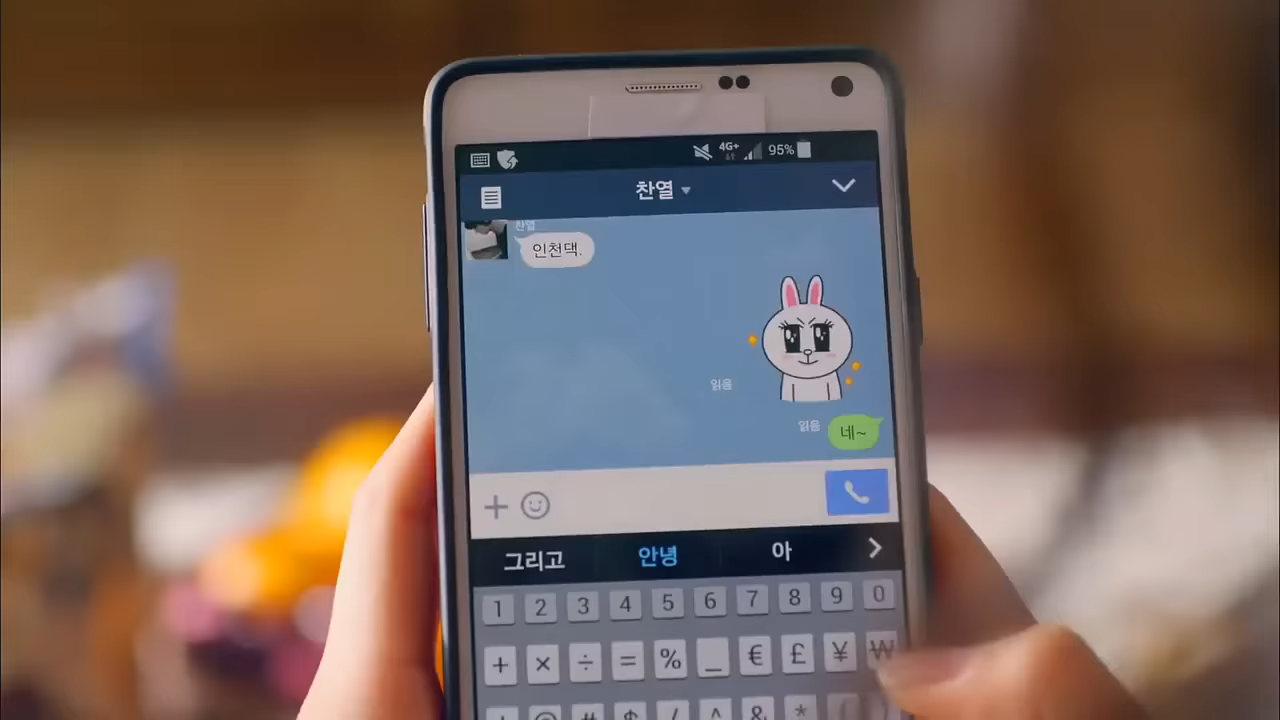 4G+ 95%
찬열
찬열
인천댁.
읽음
읽음 네~
그리고 안녕 아
1 2 3 4 5 6 7 8 9 0
+ × ÷ = % _ € £ ¥ ₩
! @ # $ / ^ & * ( )